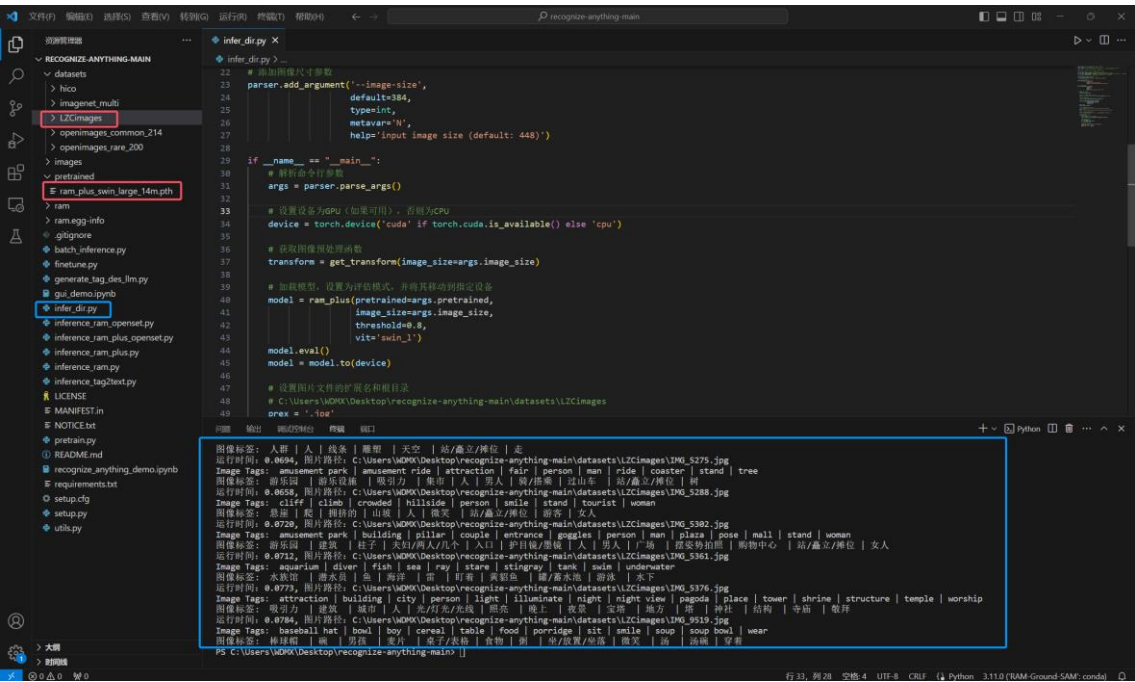 文件(F) 编辑(E) 选择(S) 查看(V) 转到(G) 运行(R) 终端(T) 帮助(H)
recognize-anything-main
资源管理器
RECOGNIZE-ANYTHING-MAIN
datasets
hico
imagenet_multi
LZCimages
openimages_common_214
openimages_rare_200
images
pretrained
ram_plus_swin_large_14m.pth
ram
ram.egg-info
.gitignore
batch_inference.py
finetune.py
generate_tag_des_llm.py
gui_demo.ipynb
infer_dir.py
inference_ram_openset.py
inference_ram_plus_openset.py
inference_ram_plus.py
inference_ram.py
inference_tag2text.py
LICENSE
MANIFEST.in
NOTICE.txt
pretrain.py
README.md
recognize_anything_demo.ipynb
requirements.txt
setup.cfg
setup.py
utils.py
大纲
时间线
infer_dir.py
infer_dir.py > ...
22 # 添加图像尺寸参数
23 parser.add_argument('--image-size',
24 default=384,
25 type=int,
26 metavar='N',
27 help='input image size (default: 448)')
28
29 if __name__ == "__main__":
30 # 解析命令行参数
31 args = parser.parse_args()
32
33 # 设置设备为GPU（如果可用），否则为CPU
34 device = torch.device('cuda' if torch.cuda.is_available() else 'cpu')
35
36 # 获取图像预处理函数
37 transform = get_transform(image_size=args.image_size)
38
39 # 加载模型，设置为评估模式，并将其移动到指定设备
40 model = ram_plus(pretrained=args.pretrained,
41 image_size=args.image_size,
42 threshold=0.8,
43 vit='swin_l')
44 model.eval()
45 model = model.to(device)
46
47 # 设置图片文件的扩展名和根目录
48 # C:\Users\WDMX\Desktop\recognize-anything-main\datasets\LZCimages
49 prex = '.jpg'
问题 输出 调试控制台 终端 端口
Python
图像标签: 人群 | 人 | 线条 | 雕塑 | 天空 | 站/矗立/摊位 | 走
运行时间: 0.0694, 图片路径: C:\Users\WDMX\Desktop\recognize-anything-main\datasets\LZCimages\IMG_5275.jpg
Image Tags: amusement park | amusement ride | attraction | fair | person | man | ride | coaster | stand | tree
图像标签: 游乐园 | 游乐设施 | 吸引力 | 集市 | 人 | 男人 | 骑/搭乘 | 过山车 | 站/矗立/摊位 | 树
运行时间: 0.0658, 图片路径: C:\Users\WDMX\Desktop\recognize-anything-main\datasets\LZCimages\IMG_5288.jpg
Image Tags: cliff | climb | crowded | hillside | person | smile | stand | tourist | woman
图像标签: 悬崖 | 爬 | 拥挤的 | 山坡 | 人 | 微笑 | 站/矗立/摊位 | 游客 | 女人
运行时间: 0.0720, 图片路径: C:\Users\WDMX\Desktop\recognize-anything-main\datasets\LZCimages\IMG_5302.jpg
Image Tags: amusement park | building | pillar | couple | entrance | goggles | person | man | plaza | pose | mall | stand | woman
图像标签: 游乐园 | 建筑 | 柱子 | 夫妇/两人/几个 | 入口 | 护目镜/墨镜 | 人 | 男人 | 广场 | 摆姿势拍照 | 购物中心 | 站/矗立/摊位 | 女人
运行时间: 0.0712, 图片路径: C:\Users\WDMX\Desktop\recognize-anything-main\datasets\LZCimages\IMG_5361.jpg
Image Tags: aquarium | diver | fish | sea | ray | stare | stingray | tank | swim | underwater
图像标签: 水族馆 | 潜水员 | 鱼 | 海洋 | 雷 | 盯着 | 黄貂鱼 | 罐/蓄水池 | 游泳 | 水下
运行时间: 0.0773, 图片路径: C:\Users\WDMX\Desktop\recognize-anything-main\datasets\LZCimages\IMG_5376.jpg
Image Tags: attraction | building | city | person | light | illuminate | night | night view | pagoda | place | tower | shrine | structure | temple | worship
图像标签: 吸引力 | 建筑 | 城市 | 人 | 光/灯光/光线 | 照亮 | 晚上 | 夜景 | 宝塔 | 地方 | 塔 | 神社 | 结构 | 寺庙 | 敬拜
运行时间: 0.0784, 图片路径: C:\Users\WDMX\Desktop\recognize-anything-main\datasets\LZCimages\IMG_9519.jpg
Image Tags: baseball hat | bowl | boy | cereal | table | food | porridge | sit | smile | soup | soup bowl | wear
图像标签: 棒球帽 | 碗 | 男孩 | 麦片 | 桌子/表格 | 食物 | 粥 | 坐/放置/坐落 | 微笑 | 汤 | 汤碗 | 穿着
PS C:\Users\WDMX\Desktop\recognize-anything-main>
0 0 0 行 33, 列 28 空格: 4 UTF-8 CRLF Python 3.11.0 ('RAM-Ground-SAM': conda)